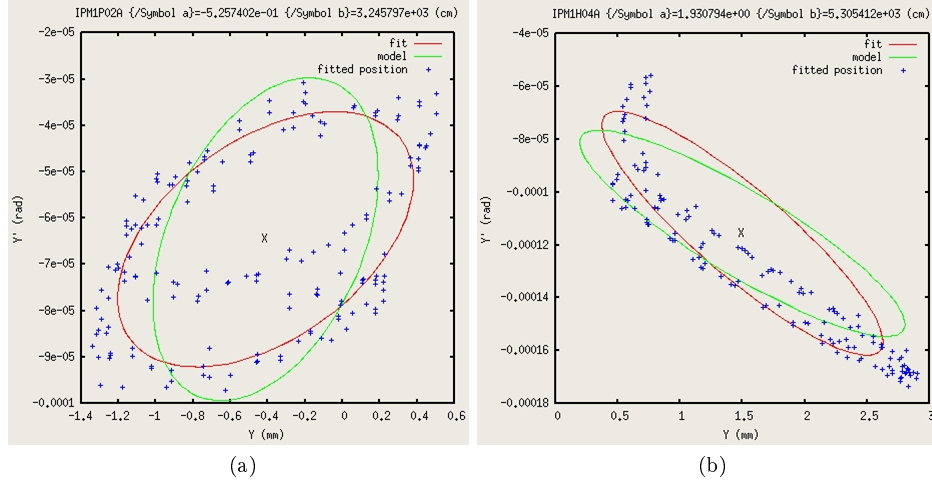 IPM1P02A {/Symbol a}=-5.257402e-01 {/Symbol b}=3.245797e+03 (cm)
-2e-05
-3e-05
-4e-05
-5e-05
-6e-05
-7e-05
-8e-05
-9e-05
-0.0001
Y' (rad)
fit
model
fitted position
X
-1.4 -1.2 -1 -0.8 -0.6 -0.4 -0.2 0 0.2 0.4 0.6
Y (mm)
(a)
IPM1H04A {/Symbol a}=1.930794e+00 {/Symbol b}=5.305412e+03 (cm)
-4e-05
-6e-05
-8e-05
-0.0001
-0.00012
-0.00014
-0.00016
-0.00018
Y' (rad)
fit
model
fitted position
X
0 0.5 1 1.5 2 2.5 3
Y (mm)
(b)